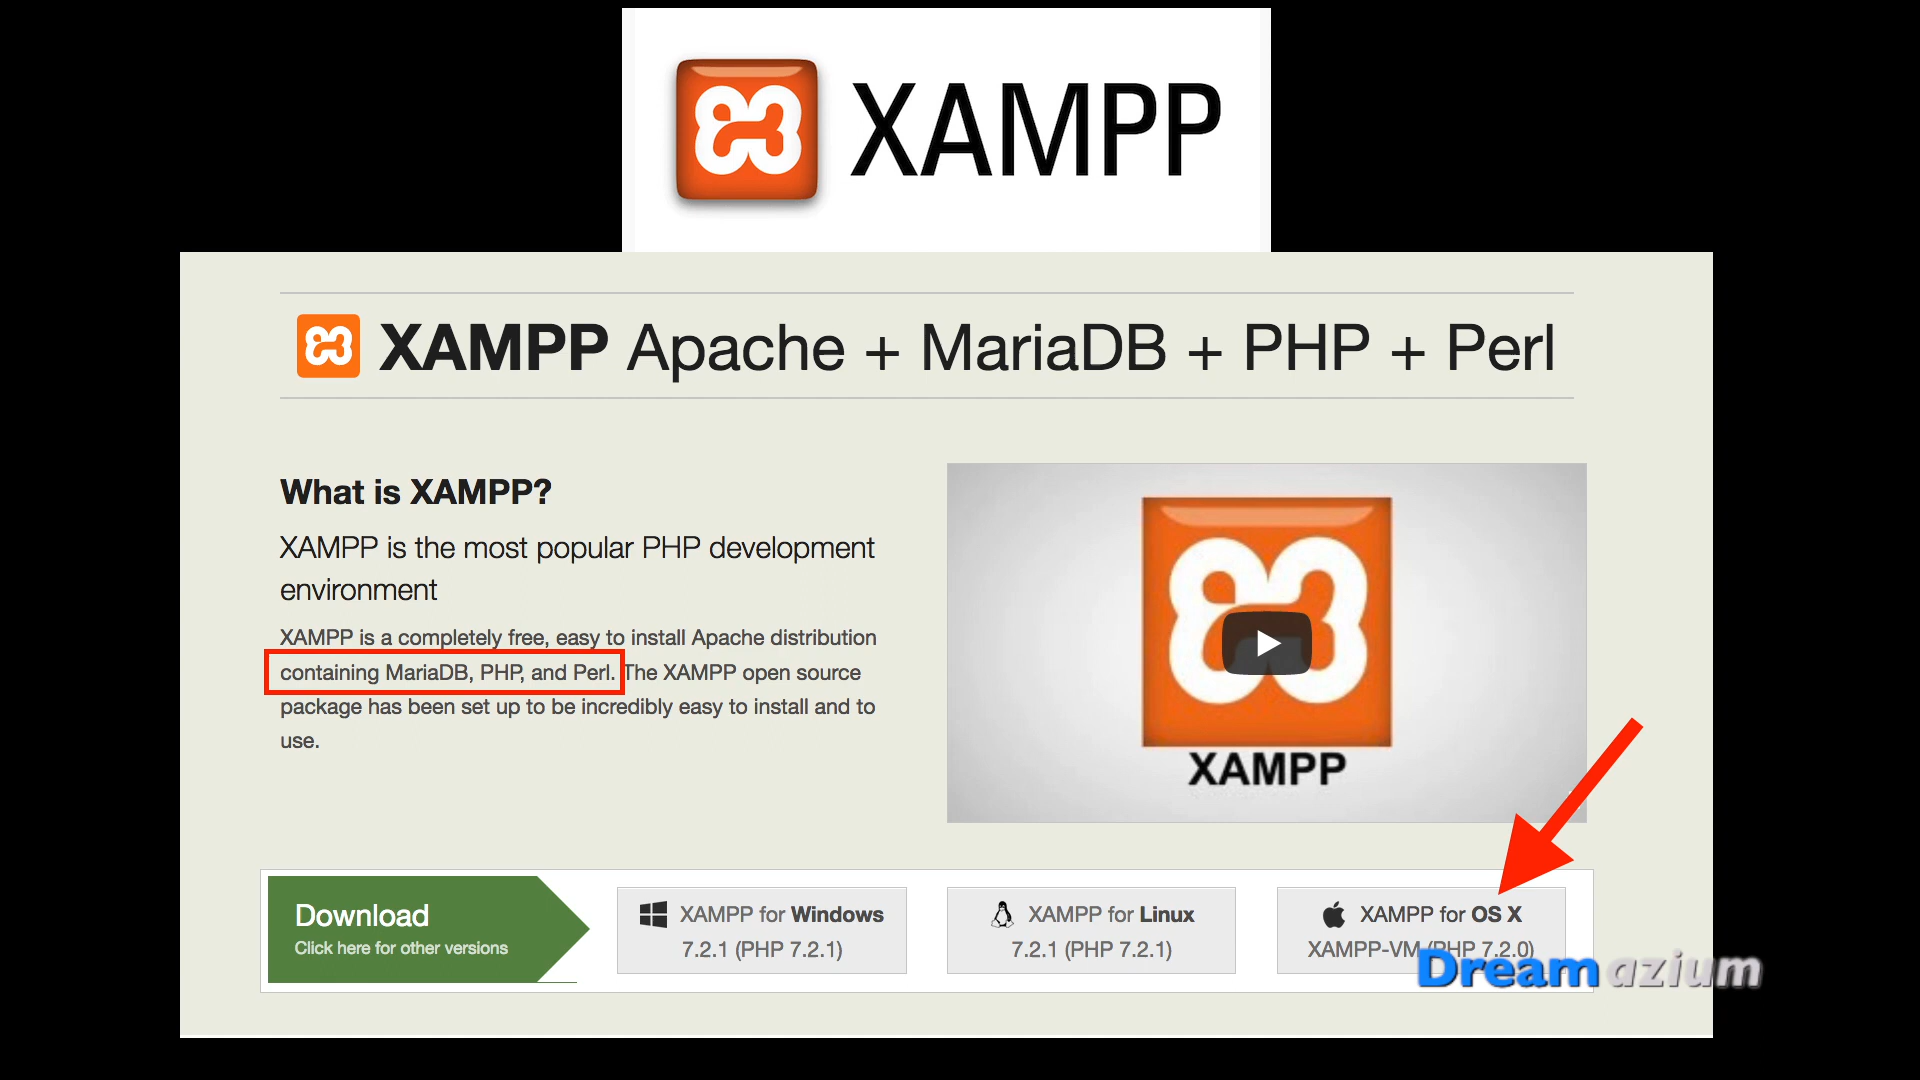 XAMPP
XAMPP Apache + MariaDB + PHP + Perl
What is XAMPP?
XAMPP is the most popular PHP development
environment
XAMPP is a completely free, easy to install Apache distribution
containing MariaDB, PHP, and Perl. The XAMPP open source
package has been set up to be incredibly easy to install and to
use.
XAMPP
Download
Click here for other versions
XAMPP for Windows
7.2.1 (PHP 7.2.1)
XAMPP for Linux
7.2.1 (PHP 7.2.1)
XAMPP for OS X
XAMPP-VM (PHP 7.2.0)
Dreamazium